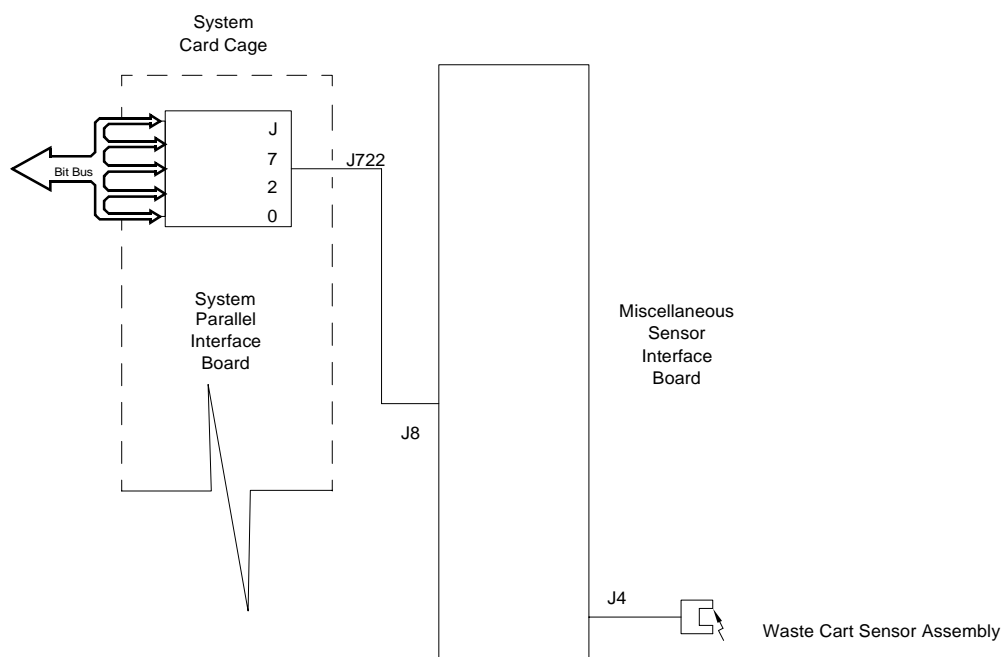 System
Card Cage
J
7
2
0
J722
Bit Bus
System
Parallel
Interface
Board
Miscellaneous
Sensor
Interface
Board
J8
J4
Waste Cart Sensor Assembly